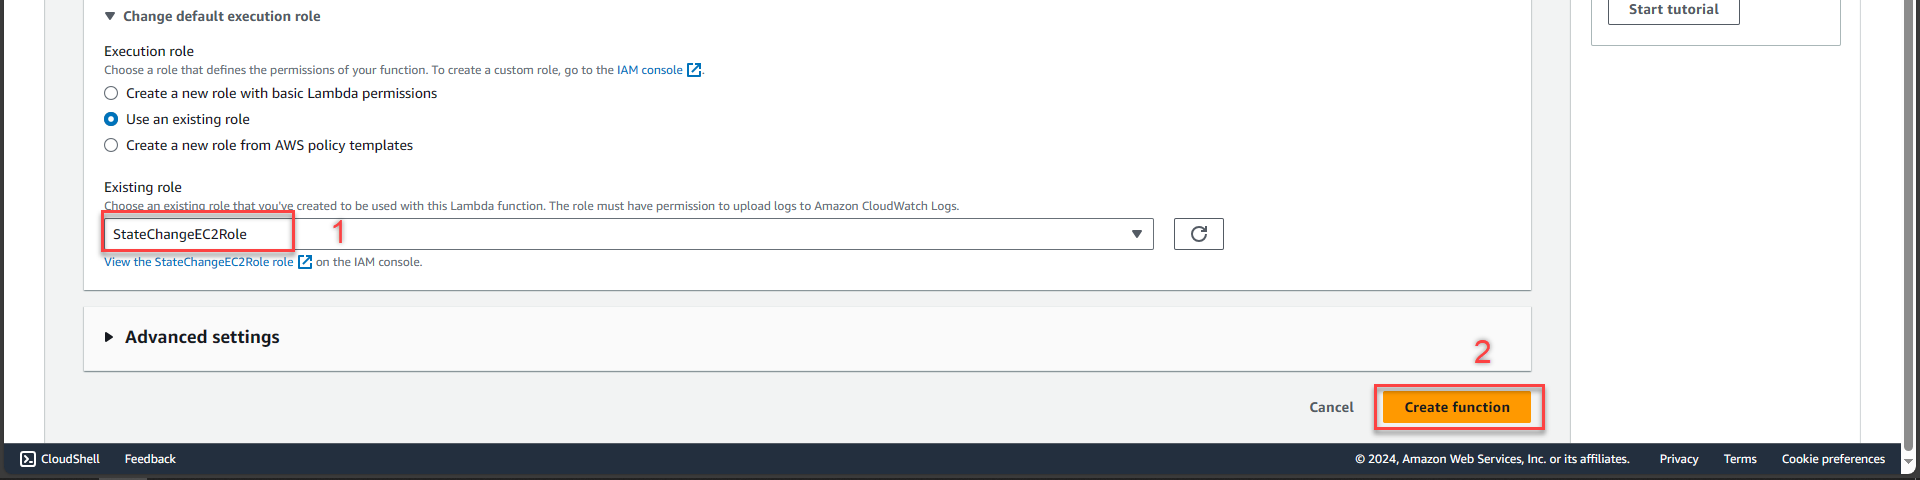 Change default execution role
Start tutorial
Execution role
Choose a role that defines the permissions of your function. To create a custom role, go to the IAM console.
Create a new role with basic Lambda permissions
Use an existing role
Create a new role from AWS policy templates
Existing role
Choose an existing role that you've created to be used with this Lambda function. The role must have permission to upload logs to Amazon CloudWatch Logs.
StateChangeEC2Role
1
View the StateChangeEC2Role role on the IAM console.
Advanced settings
2
Cancel
Create function
CloudShell Feedback © 2024, Amazon Web Services, Inc. or its affiliates. Privacy Terms Cookie preferences